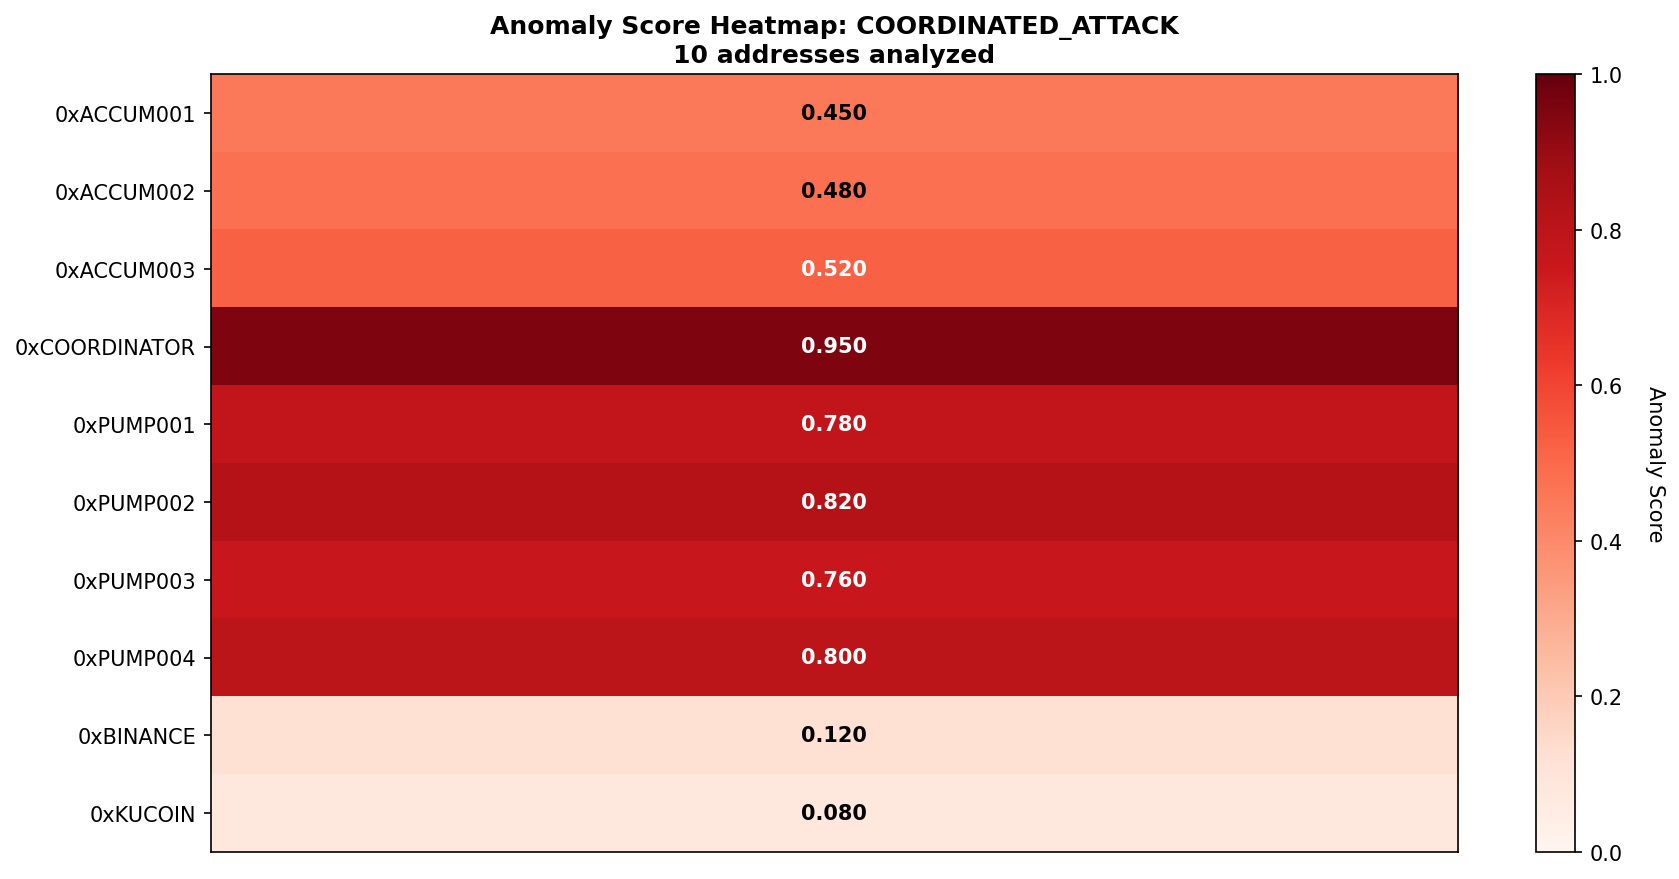 Anomaly Score Heatmap: COORDINATED_ATTACK
10 addresses analyzed
0xACCUM001
0.450
0xACCUM002
0.480
0xACCUM003
0.520
0xCOORDINATOR
0.950
0xPUMP001
0.780
0xPUMP002
0.820
0xPUMP003
0.760
0xPUMP004
0.800
0xBINANCE
0.120
0xKUCOIN
0.080
1.0
0.8
0.6
0.4
0.2
0.0
Anomaly Score